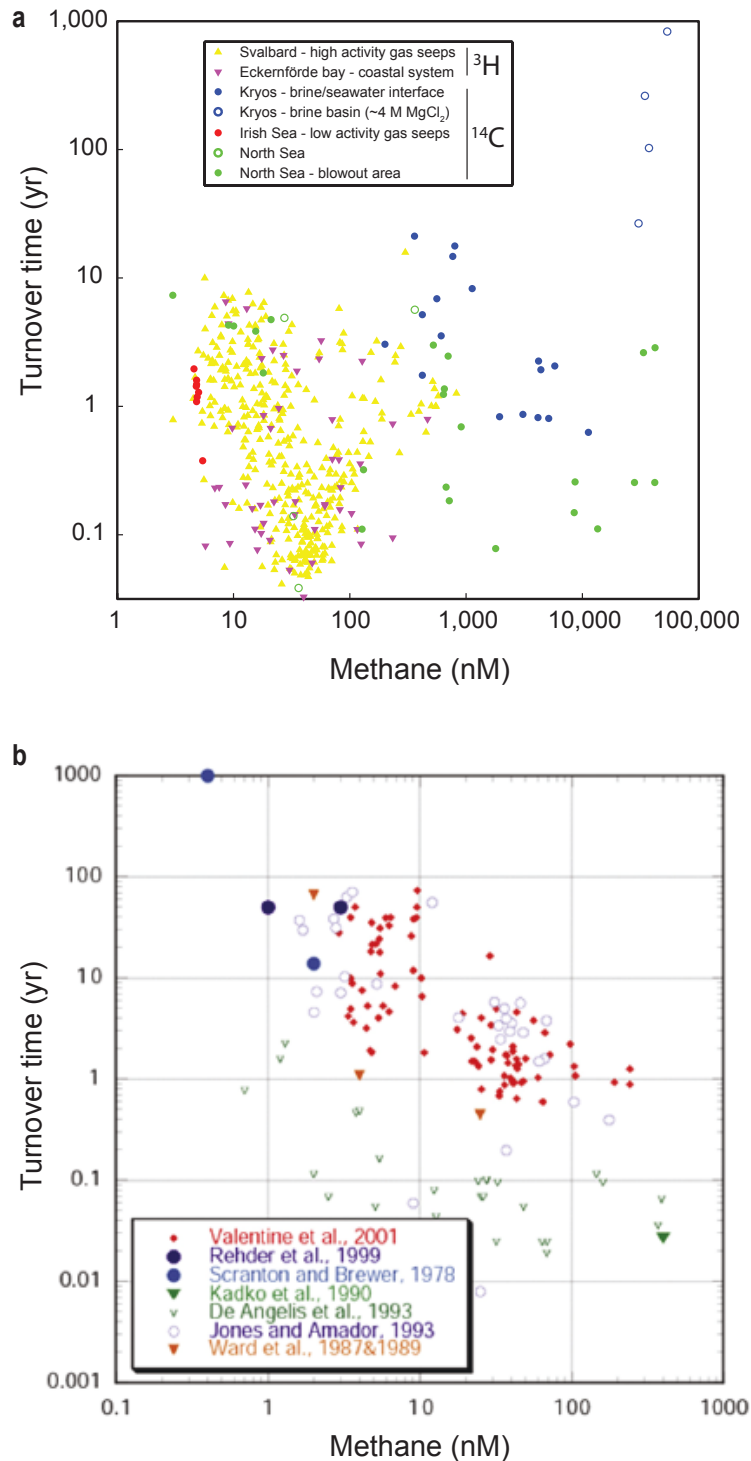 a
1,000
100
10
1
0.1
Turnover time (yr)
Svalbard - high activity gas seeps
Eckernförde bay - coastal system
³H
Kryos - brine/seawater interface
Kryos - brine basin (~4 M MgCl₂)
Irish Sea - low activity gas seeps
North Sea
North Sea - blowout area
¹⁴C
1 10 100 1,000 10,000 100,000
Methane (nM)
b
1000
100
10
1
0.1
0.01
0.001
Turnover time (yr)
Valentine et al., 2001
Rehder et al., 1999
Scranton and Brewer, 1978
Kadko et al., 1990
De Angelis et al., 1993
Jones and Amador, 1993
Ward et al., 1987&1989
0.1 1 10 100 1000
Methane (nM)